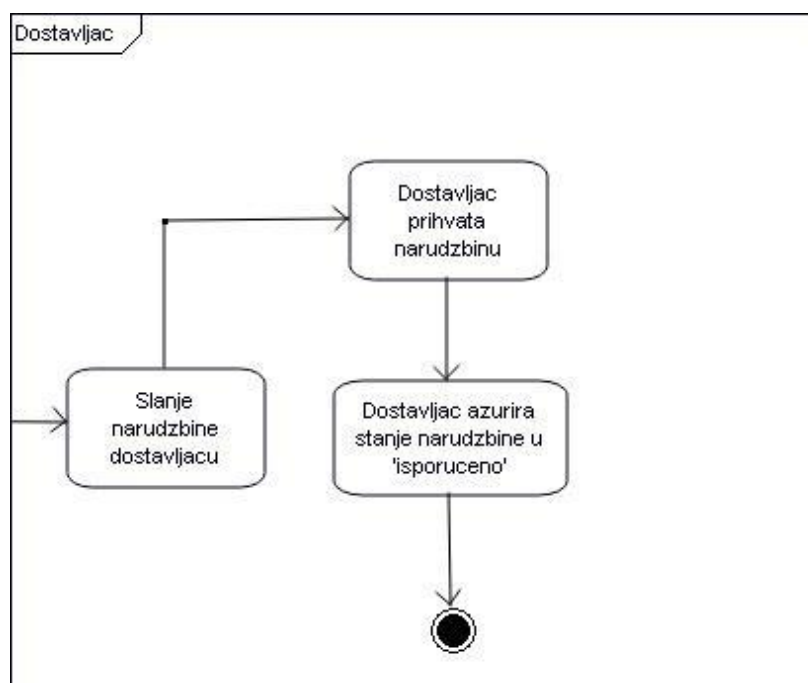 Dostavljac
Dostavljac
prihvata
narudzbinu
Slanje
narudzbine
dostavljacu
Dostavljac azurira
stanje narudzbine u
'isporuceno'